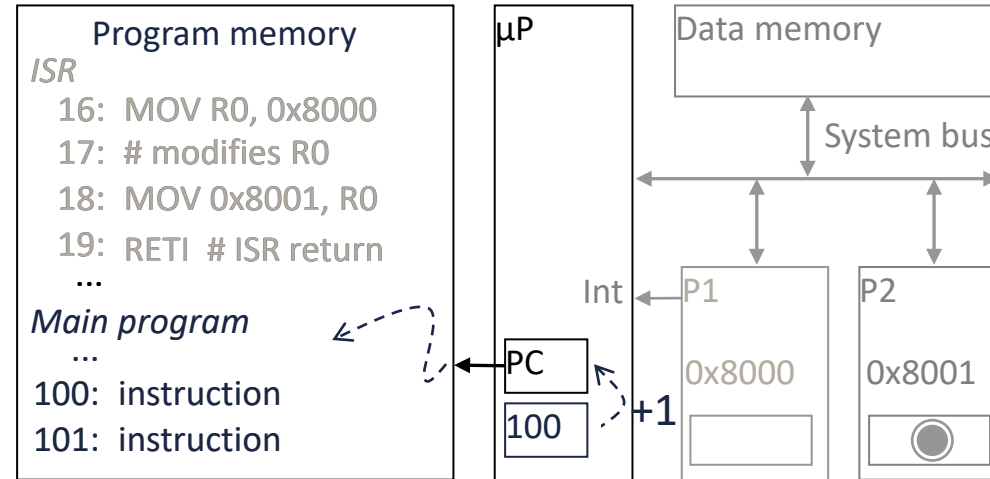 Program memory
ISR
16: MOV R0, 0x8000
17: # modifies R0
18: MOV 0x8001, R0
19: RETI # ISR return
...
Main program
...
100: instruction
101: instruction
µP
Int
PC
100
+1
Data memory
System bus
P1
0x8000
P2
0x8001